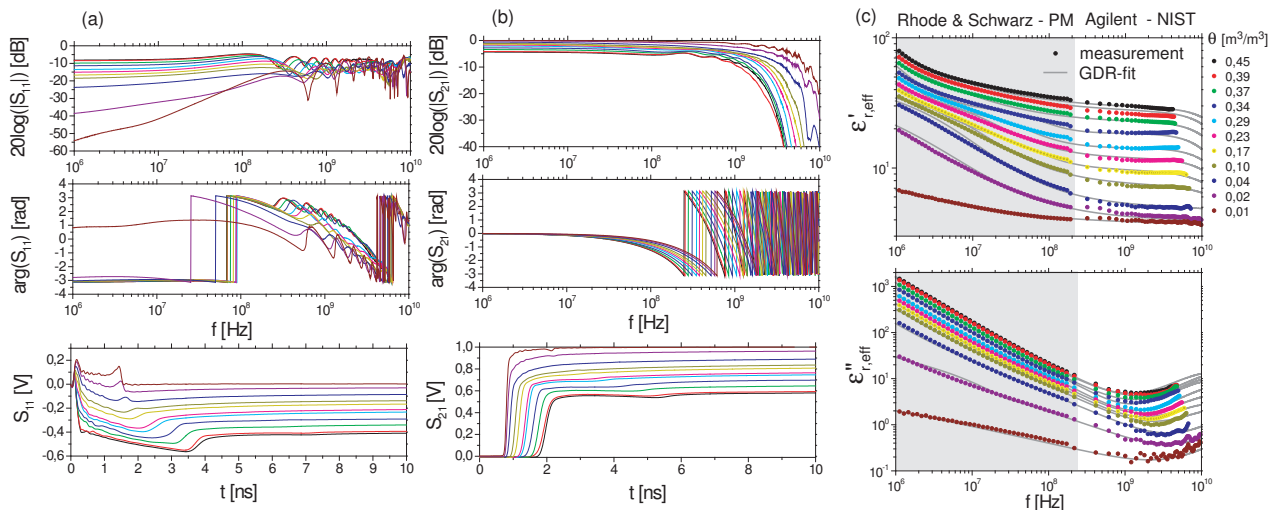 (a)
(b)
(c)
Rhode & Schwarz - PM Agilent - NIST
θ [m³/m³]
measurement
GDR-fit
0,45
0,39
0,37
0,34
0,29
0,23
0,17
0,10
0,04
0,02
0,01
20log(|S₁₁|) [dB]
0
-10
-20
-30
-40
-50
-60
10⁶ 10⁷ 10⁸ 10⁹ 10¹⁰
arg(S₁₁) [rad]
4
3
2
1
0
-1
-2
-3
-4
10⁶ 10⁷ 10⁸ 10⁹ 10¹⁰
f [Hz]
S₁₁ [V]
0,2
0,0
-0,2
-0,4
-0,6
0 1 2 3 4 5 6 7 8 9 10
t [ns]
20log(|S₂₁|) [dB]
0
-10
-20
-30
-40
10⁶ 10⁷ 10⁸ 10⁹ 10¹⁰
arg(S₂₁) [rad]
4
3
2
1
0
-1
-2
-3
-4
10⁶ 10⁷ 10⁸ 10⁹ 10¹⁰
f [Hz]
S₂₁ [V]
1,0
0,8
0,6
0,4
0,2
0,0
0 2 4 6 8 10
t [ns]
ε'r,eff
10²
10¹
10⁶ 10⁷ 10⁸ 10⁹ 10¹⁰
ε''r,eff
10³
10²
10¹
10⁰
10⁻¹
10⁶ 10⁷ 10⁸ 10⁹ 10¹⁰
f [Hz]